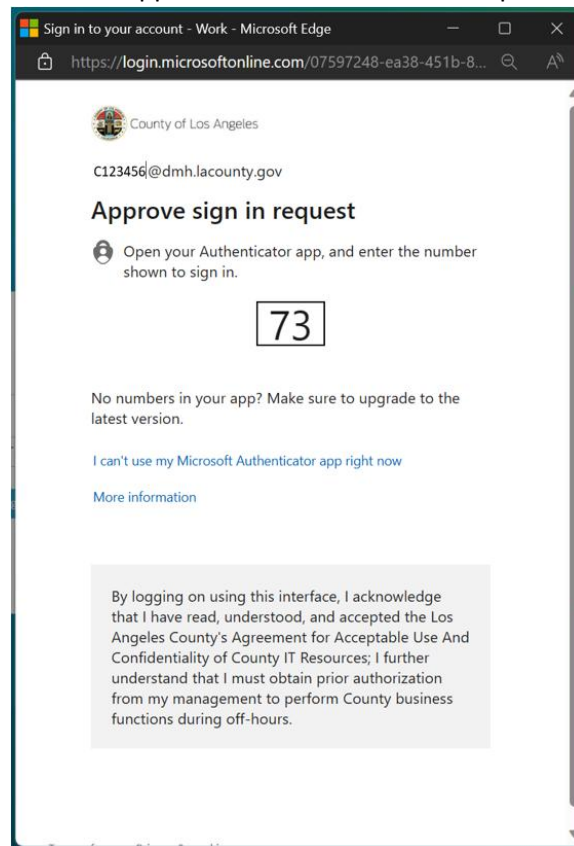 Sign in to your account - Work - Microsoft Edge
https://login.microsoftonline.com/07597248-ea38-451b-8...
County of Los Angeles
C123456@dmh.lacounty.gov
Approve sign in request
Open your Authenticator app, and enter the number
shown to sign in.
73
No numbers in your app? Make sure to upgrade to the
latest version.
I can't use my Microsoft Authenticator app right now
More information
By logging on using this interface, I acknowledge
that I have read, understood, and accepted the Los
Angeles County's Agreement for Acceptable Use And
Confidentiality of County IT Resources; I further
understand that I must obtain prior authorization
from my management to perform County business
functions during off-hours.